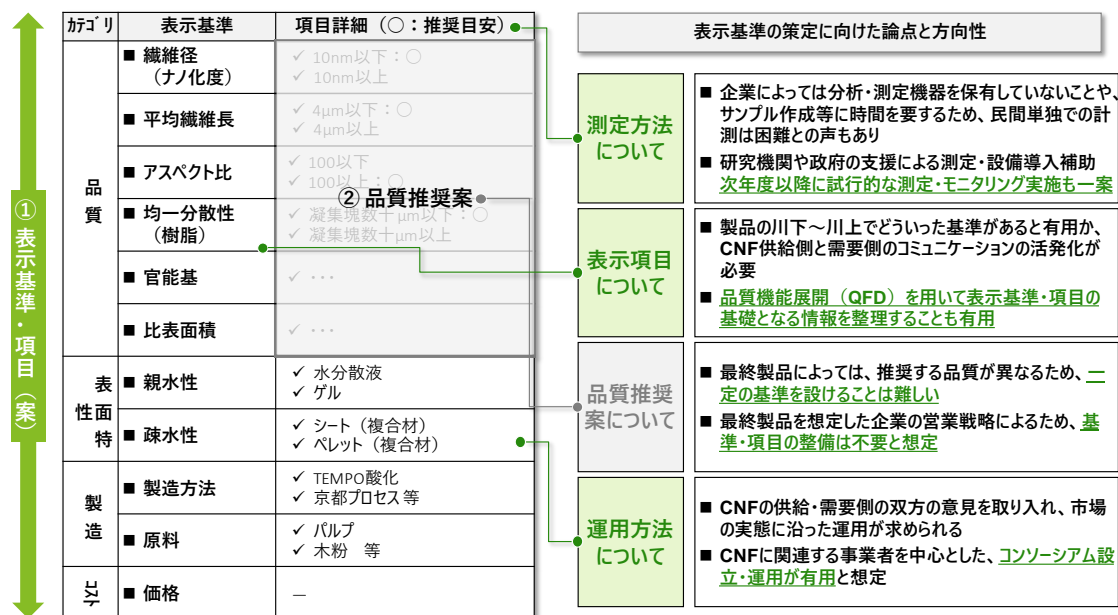 ① 表示基準・項目（案）
ｶﾃｺﾞﾘ 表示基準 項目詳細（○：推奨目安）
品質
■ 繊維径
（ナノ化度）
✓ 10nm以下：○
✓ 10nm以上
■ 平均繊維長
✓ 4μm以下：○
✓ 4μm以上
■ アスペクト比
✓ 100以下
✓ 100以上：○
② 品質推奨案
■ 均一分散性
（樹脂）
✓ 凝集塊数十μm以下：○
✓ 凝集塊数十μm以上
■ 官能基
✓ ･･･
■ 比表面積
✓ ･･･
表面特性
■ 親水性
✓ 水分散液
✓ ゲル
■ 疎水性
✓ シート（複合材）
✓ ペレット（複合材）
製造
■ 製造方法
✓ TEMPO酸化
✓ 京都プロセス 等
■ 原料
✓ パルプ
✓ 木粉 等
コスト
■ 価格
－
表示基準の策定に向けた論点と方向性
測定方法
について
■ 企業によっては分析・測定機器を保有していないことや、
サンプル作成等に時間を要するため、民間単独での計
測は困難との声もあり
■ 研究機関や政府の支援による測定・設備導入補助
次年度以降に試行的な測定・モニタリング実施も一案
表示項目
について
■ 製品の川下～川上でどういった基準があると有用か、
CNF供給側と需要側のコミュニケーションの活発化が
必要
■ 品質機能展開（QFD）を用いて表示基準・項目の
基礎となる情報を整理することも有用
品質推奨
案について
■ 最終製品によっては、推奨する品質が異なるため、一
定の基準を設けることは難しい
■ 最終製品を想定した企業の営業戦略によるため、基
準・項目の整備は不要と想定
運用方法
について
■ CNFの供給・需要側の双方の意見を取り入れ、市場
の実態に沿った運用が求められる
■ CNFに関連する事業者を中心とした、コンソーシアム設
立・運用が有用と想定